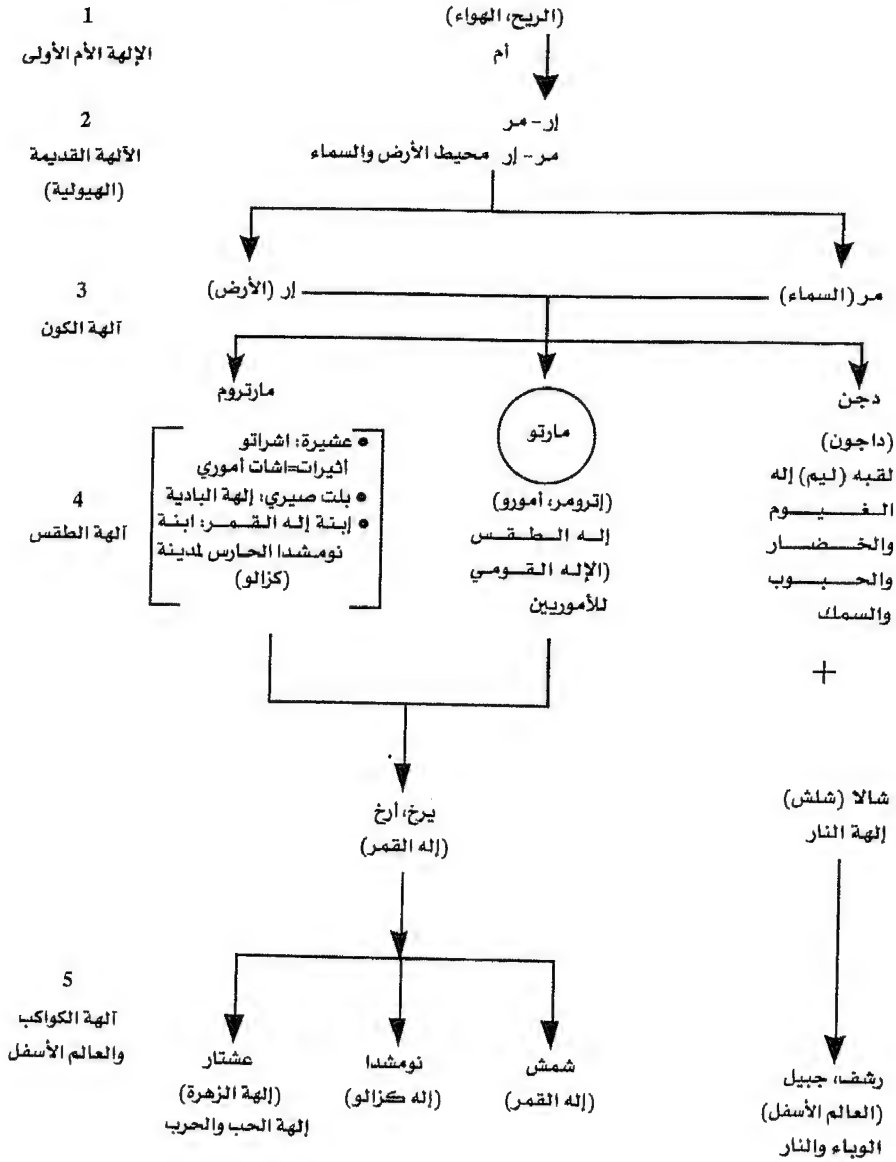 1
الإلهة الأم الأولى
(الريح، الهواء)
أم
2
الآلهة القديمة
(الهيولية)
إر - مر
مر - إر محيط الأرض والسماء
3
آلهة الكون
مر (السماء)
إر (الأرض)
4
آلهة الطقس
دجن
(داجون)
لقبه (ليم) إله
الغيوم
والخضار
والحبوب
والسمك
+
شالا (شلش)
إلهة النار
مارتو
(إترومر، أمورو)
إله الطقس
(الإله القومي
للأموريين
مارتروم
• عشيرة: اشراتو
أثيرات=اشات أموري
• بلت صيري: إلهة البادية
• إبنة إله القمر: ابنة
نومشدا الحارس لمدينة
(كزالو)
يرخ، أرخ
(إله القمر)
5
آلهة الكواكب
والعالم الأسفل
رشف، جبيل
(العالم الأسفل)
الوباء والنار
شمش
(إله القمر)
نومشدا
(إله كزالو)
عشتار
(إلهة الزهرة)
إلهة الحب والحرب